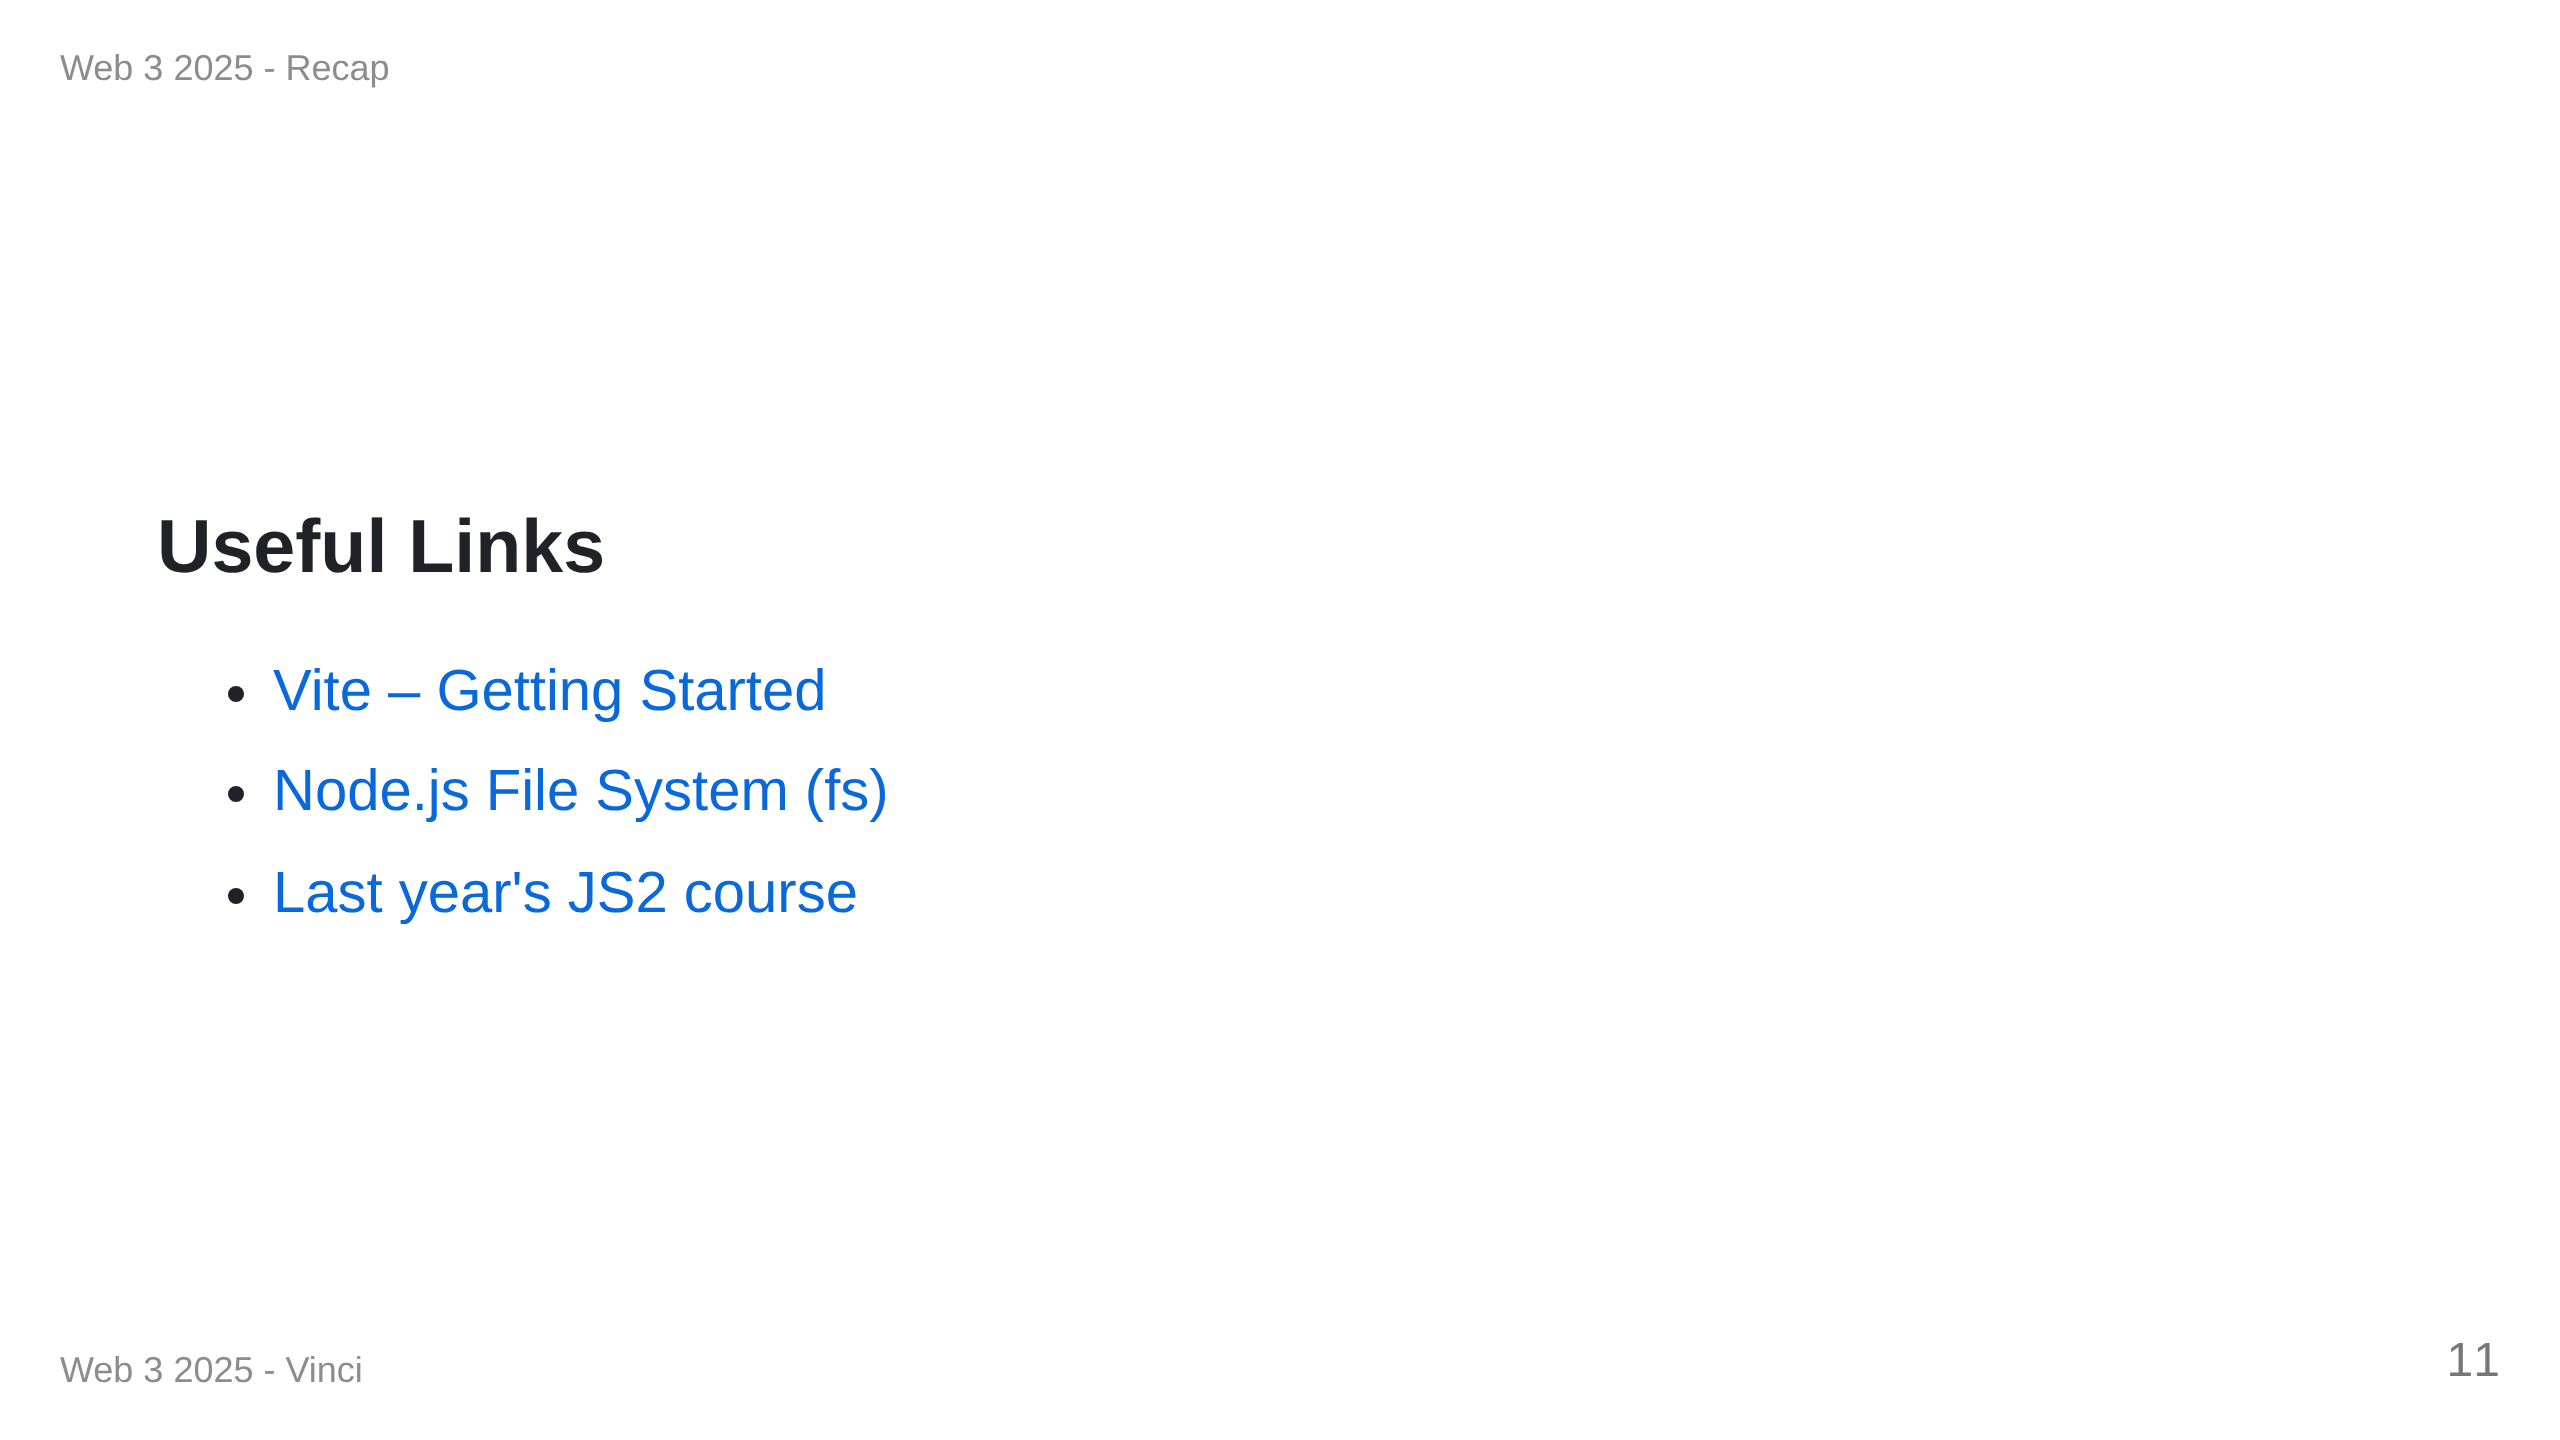 Web 3 2025 - Recap
Useful Links
Vite – Getting Started
Node.js File System (fs)
Last year's JS2 course
Web 3 2025 - Vinci
11